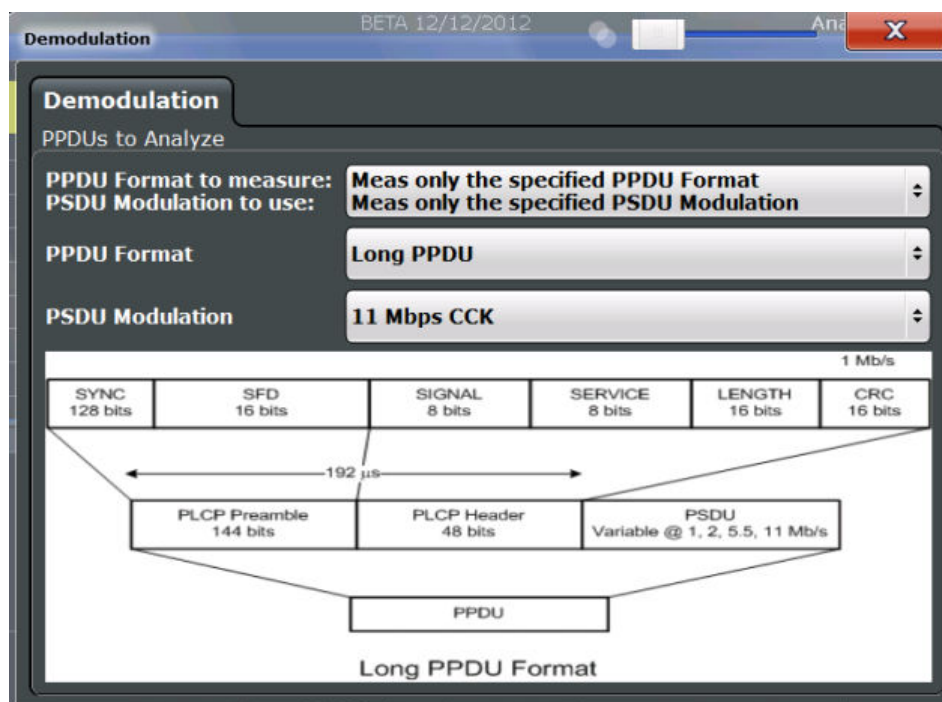 BETA 12/12/2012
Demodulation
Demodulation
PPDUs to Analyze
PPDU Format to measure:
PSDU Modulation to use:
Meas only the specified PPDU Format
Meas only the specified PSDU Modulation
PPDU Format
Long PPDU
PSDU Modulation
11 Mbps CCK
1 Mb/s
SYNC
128 bits
SFD
16 bits
SIGNAL
8 bits
SERVICE
8 bits
LENGTH
16 bits
CRC
16 bits
192 µs
PLCP Preamble
144 bits
PLCP Header
48 bits
PSDU
Variable @ 1, 2, 5.5, 11 Mb/s
PPDU
Long PPDU Format